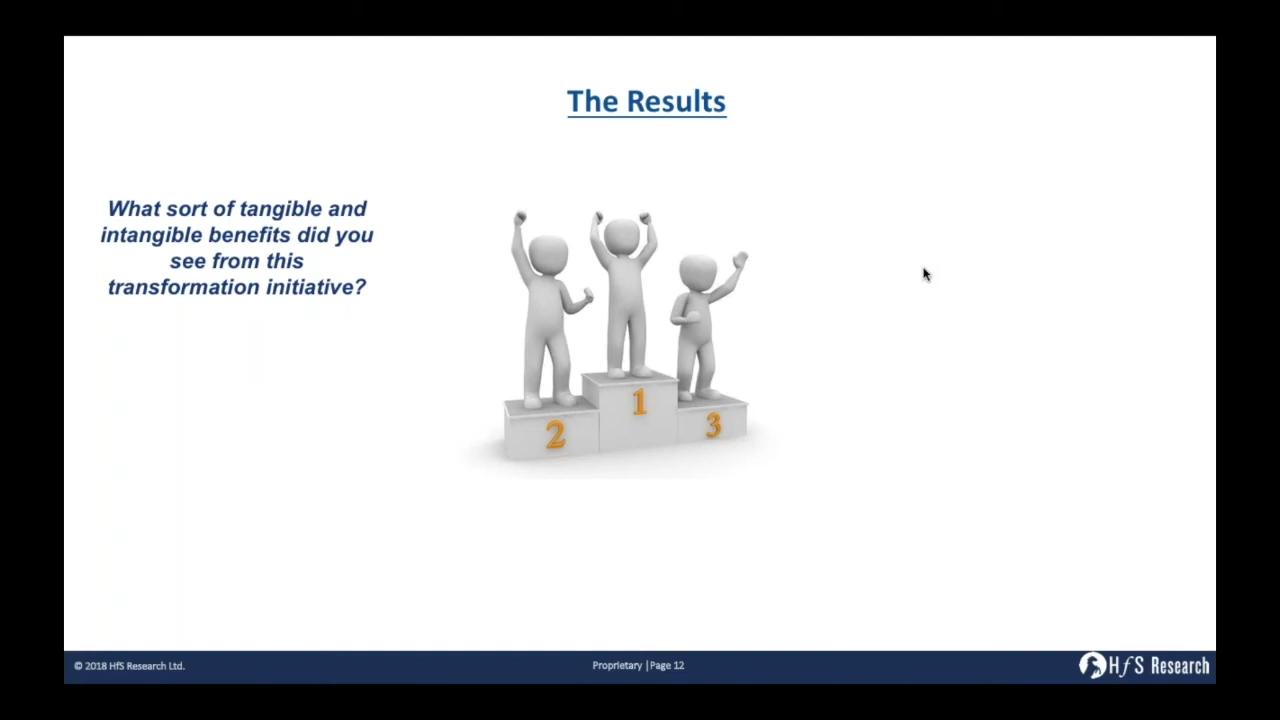 The Results
What sort of tangible and
intangible benefits did you
see from this
transformation initiative?
2
1
3
© 2018 HfS Research Ltd.
Proprietary | Page 12
HfS Research